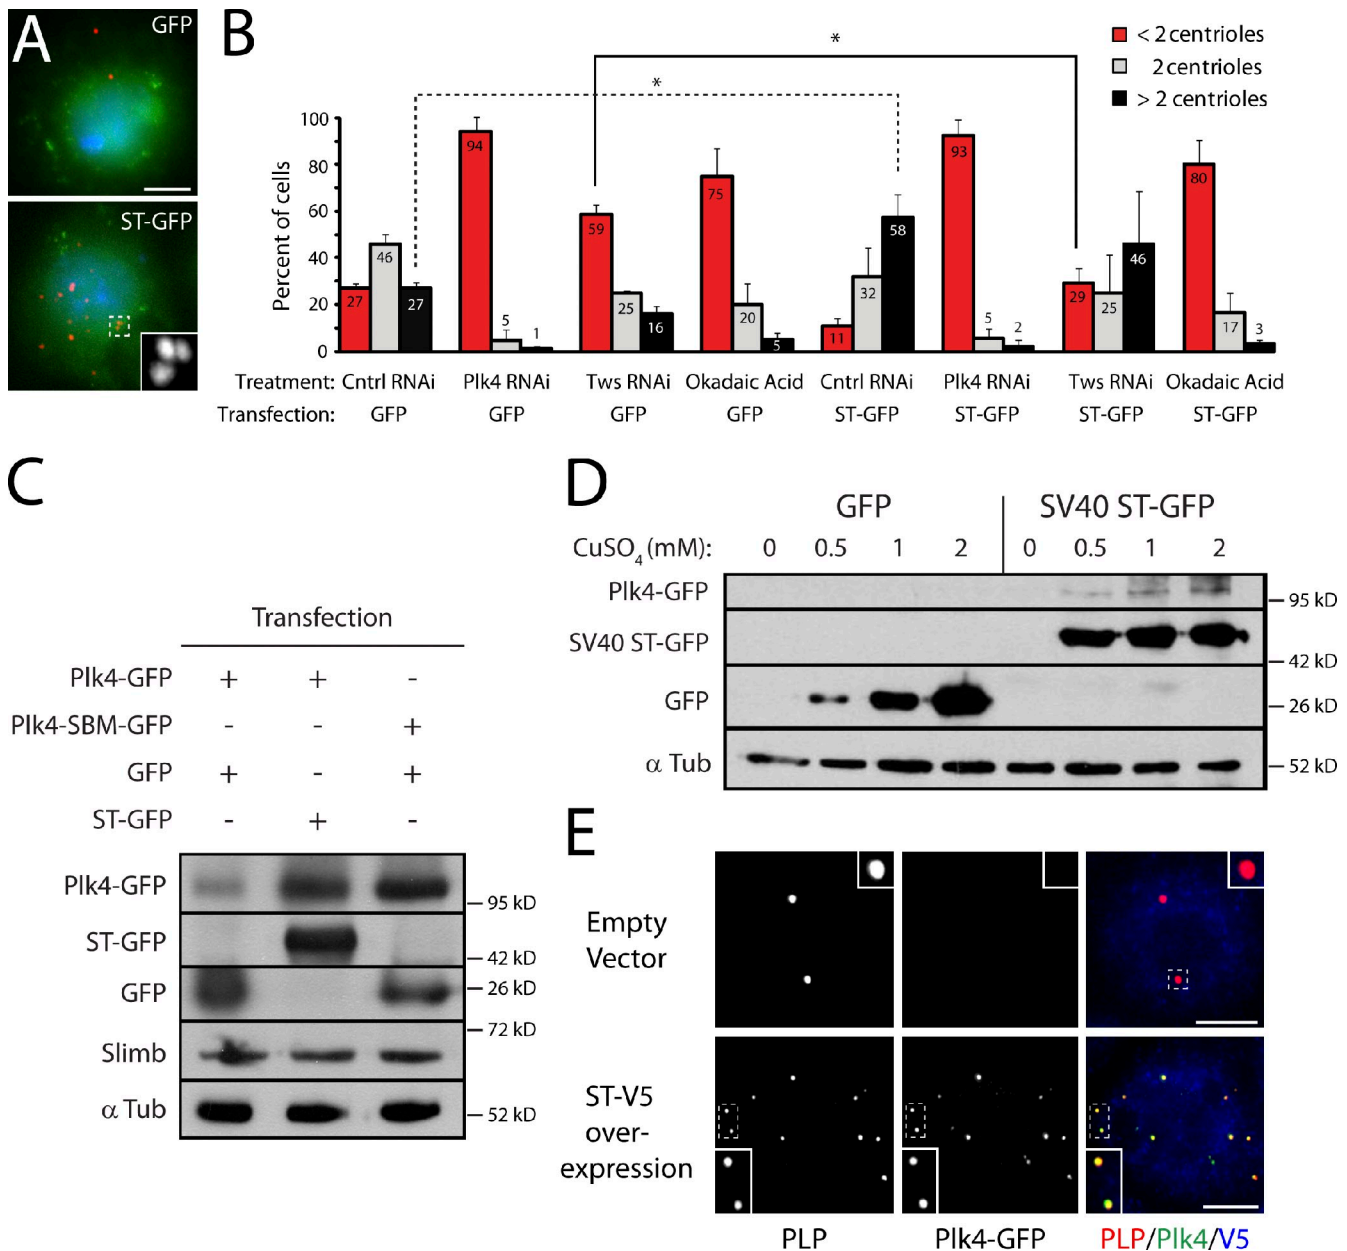 A
GFP
ST-GFP
B
< 2 centrioles
2 centrioles
> 2 centrioles
*
*
Percent of cells
100
80
60
40
20
0
27
46
27
94
5
1
59
25
16
75
20
5
11
32
58
93
5
2
29
25
46
80
17
3
Treatment: Cntrl RNAi Plk4 RNAi Tws RNAi Okadaic Acid Cntrl RNAi Plk4 RNAi Tws RNAi Okadaic Acid
Transfection: GFP GFP GFP GFP ST-GFP ST-GFP ST-GFP ST-GFP
C
Transfection
Plk4-GFP + + -
Plk4-SBM-GFP - - +
GFP + - +
ST-GFP - + -
Plk4-GFP
95 kD
ST-GFP
42 kD
GFP
26 kD
72 kD
Slimb
α Tub
52 kD
D
GFP SV40 ST-GFP
CuSO4 (mM): 0 0.5 1 2 0 0.5 1 2
Plk4-GFP
95 kD
SV40 ST-GFP
42 kD
GFP
26 kD
α Tub
52 kD
E
Empty
Vector
ST-V5
over-
expression
PLP Plk4-GFP PLP/Plk4/V5